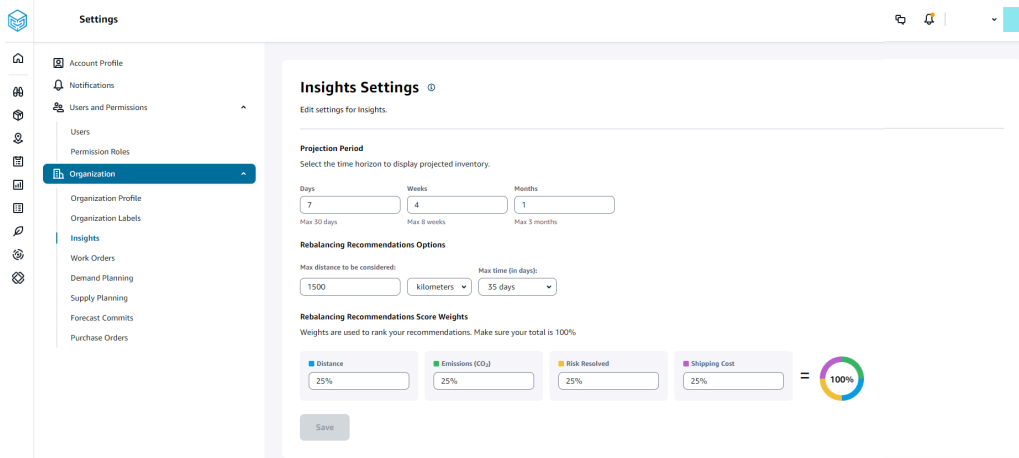 Settings
Account Profile
Notifications
Users and Permissions
Users
Permission Roles
Organization
Organization Profile
Organization Labels
Insights
Work Orders
Demand Planning
Supply Planning
Forecast Commits
Purchase Orders
Insights Settings
Edit settings for Insights.
Projection Period
Select the time horizon to display projected inventory.
Days Weeks Months
7 4 1
Max 30 days Max 8 weeks Max 3 months
Rebalancing Recommendations Options
Max distance to be considered: Max time (in days):
1500 kilometers 35 days
Rebalancing Recommendations Score Weights
Weights are used to rank your recommendations. Make sure your total is 100%
Distance Emissions (CO₂) Risk Resolved Shipping Cost
25% 25% 25% 25% = 100%
Save